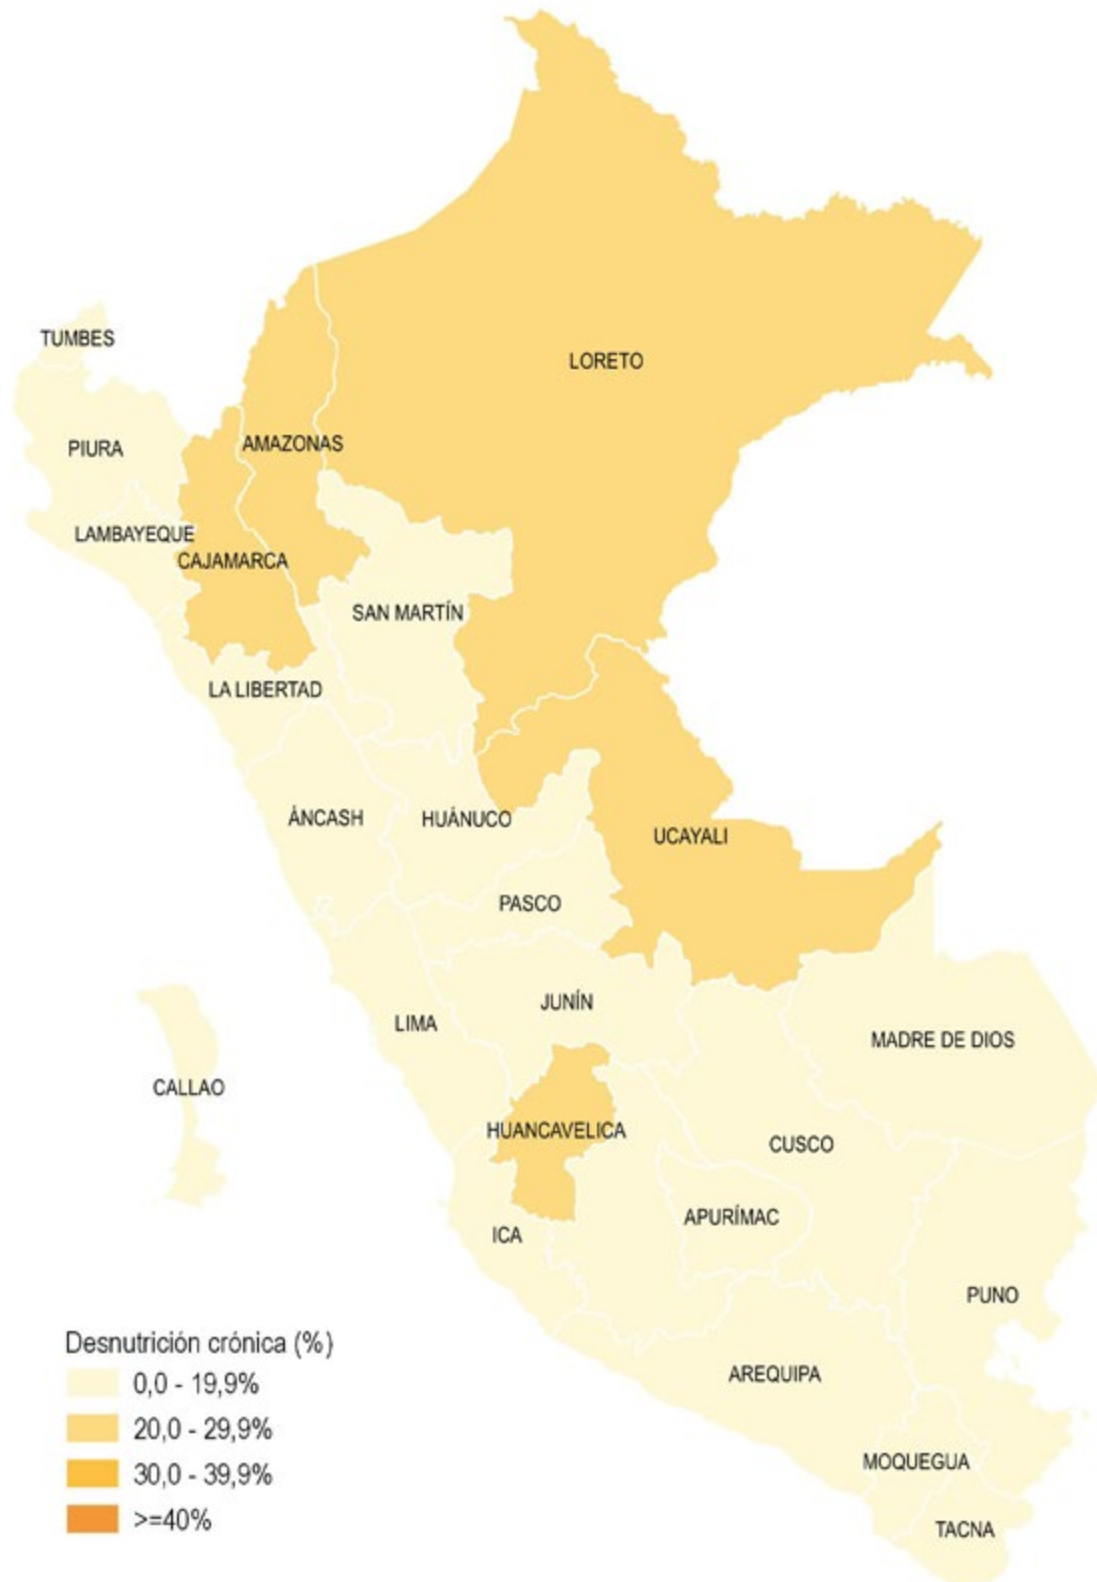 TUMBES
LORETO
PIURA
AMAZONAS
LAMBAYEQUE
CAJAMARCA
SAN MARTÍN
LA LIBERTAD
ÁNCASH
HUÁNUCO
UCAYALI
PASCO
JUNÍN
LIMA
MADRE DE DIOS
CALLAO
HUANCAVELICA
CUSCO
APURÍMAC
ICA
PUNO
Desnutrición crónica (%)
0,0 - 19,9%
20,0 - 29,9%
30,0 - 39,9%
>=40%
AREQUIPA
MOQUEGUA
TACNA